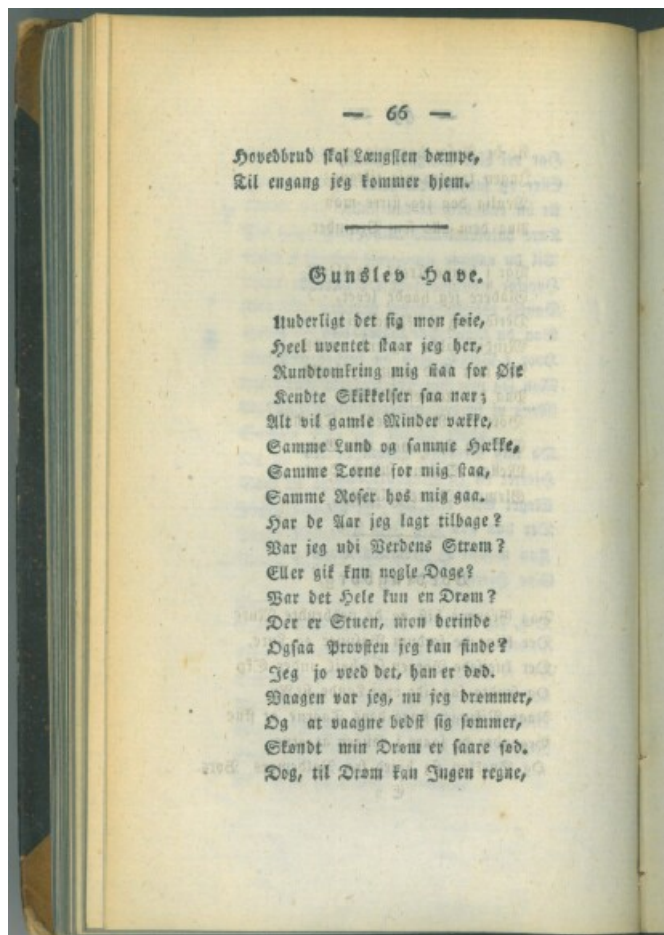 — 66 —
Hovedbrud skal Længslen dæmpe,
Til engang jeg kommer hjem.
Gunslev Have.
Uuderligt det sig mon føie,
Heel uventet staar jeg her,
Rundtomkring mig staa for Øie
Kendte Skikkelser saa nær;
Alt vil gamle Minder vække,
Samme Lund og samme Hække,
Samme Torne for mig staa,
Samme Roser hos mig gaa.
Har de Aar jeg lagt tilbage?
Var jeg udi Verdens Strøm?
Eller gik knn nogle Dage?
Var det Hele kun en Drøm?
Der er Stuen, mon derinde
Ogsaa Provsten jeg kan finde?
Jeg jo veed det, han er død.
Vaagen var jeg, nu jeg drømmer,
Og at vaagne bedst sig sømmer,
Skøndt min Drøm er saare sød.
Dog, til Drøm kan Ingen regne,